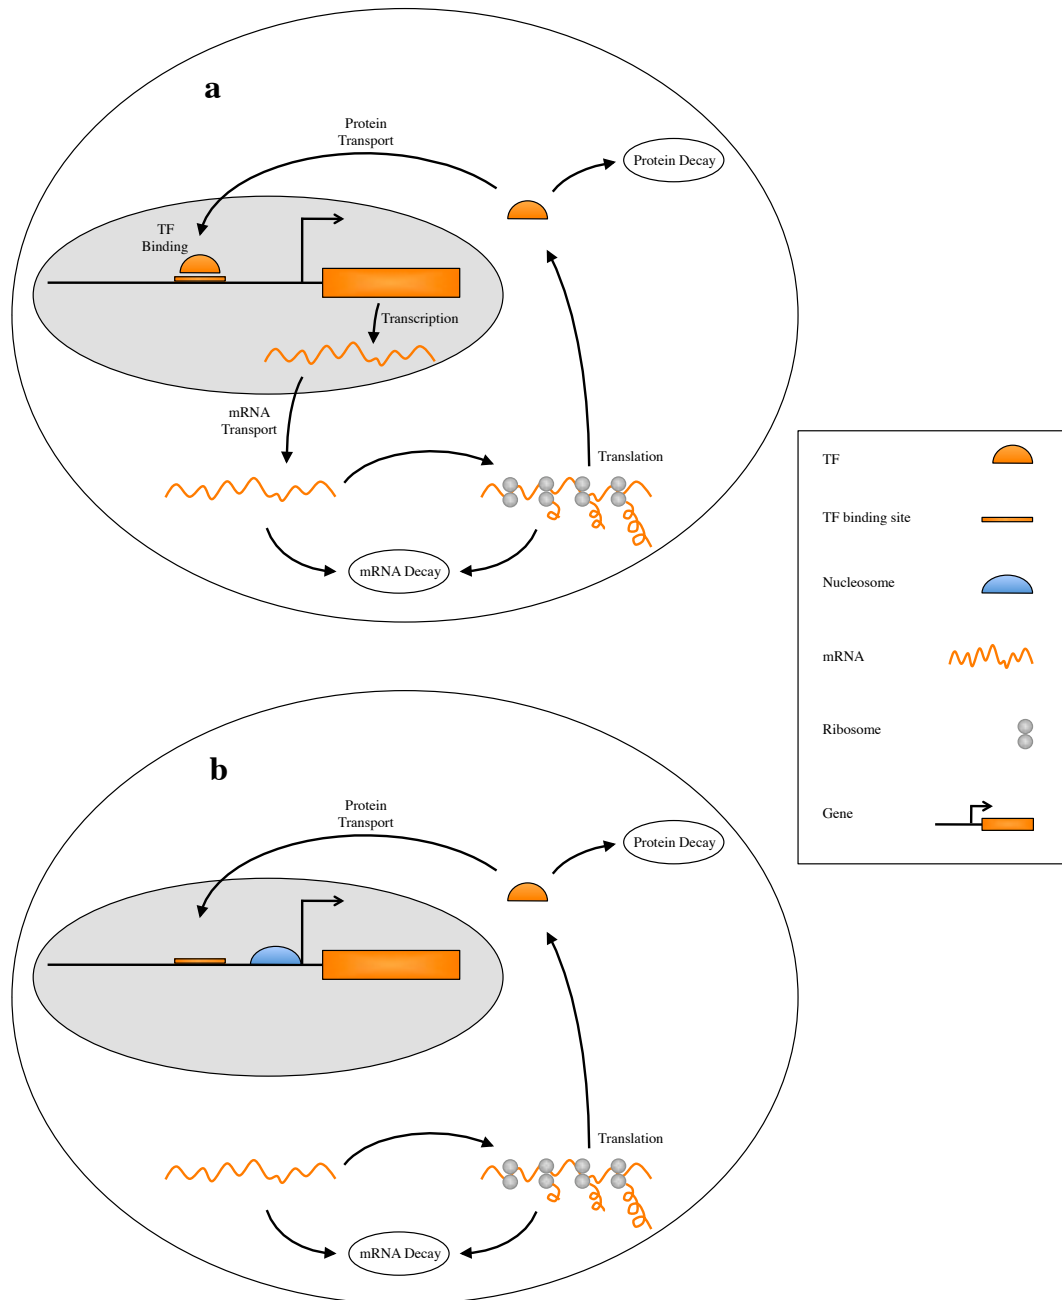 a
Protein
Transport
Protein Decay
TF
Binding
Transcription
mRNA
Transport
Translation
mRNA Decay
TF
TF binding site
Nucleosome
mRNA
Ribosome
Gene
b
Protein
Transport
Protein Decay
Translation
mRNA Decay